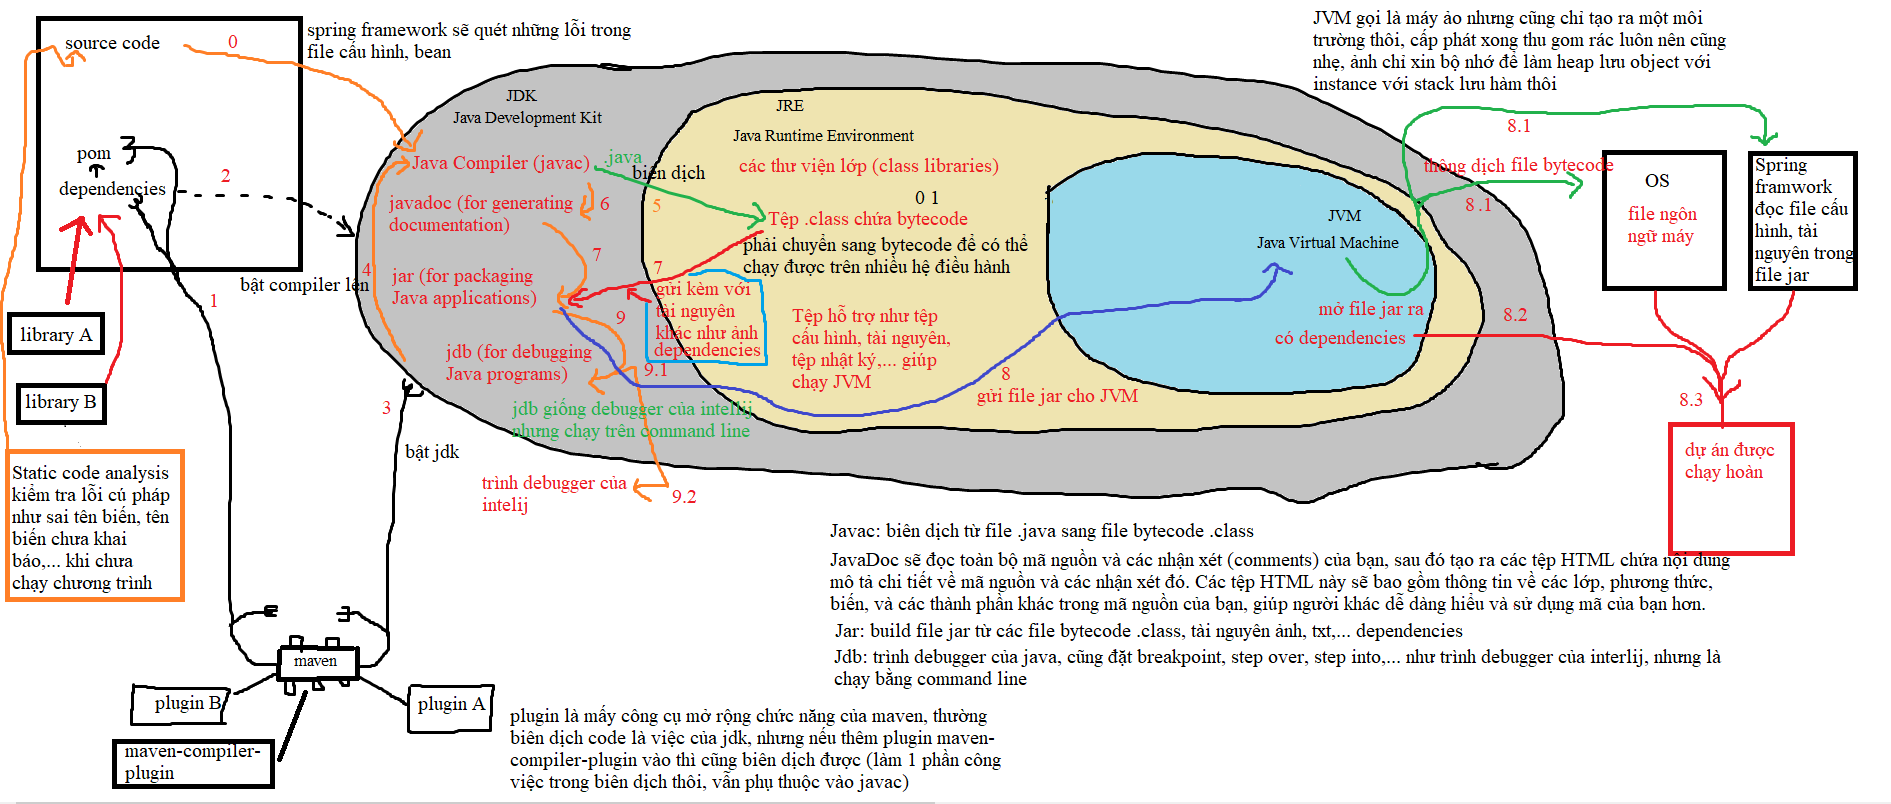 source code
0
spring framework sẽ quét những lỗi trong
file cấu hình, bean
pom
dependencies
2
bật compiler lên
1
library A
library B
Static code analysis
kiểm tra lỗi cú pháp
như sai tên biến, tên
biến chưa khai
báo,... khi chưa
chạy chương trình
3
bật jdk
maven
plugin B
plugin A
maven-compiler-
plugin
plugin là mấy công cụ mở rộng chức năng của maven, thường
biên dịch code là việc của jdk, nhưng nếu thêm plugin maven-
compiler-plugin vào thì cũng biên dịch được (làm 1 phần công
việc trong biên dịch thôi, vẫn phụ thuộc vào javac)
JDK
Java Development Kit
Java Compiler (javac)
.java
biên dịch
javadoc (for generating
documentation)
6
5
7
4
jar (for packaging
Java applications)
9
jdb (for debugging
Java programs)
9.1
jdb giống debugger của intellij
nhưng chạy trên command line
trình debugger của
intelij
9.2
JRE
Java Runtime Environment
các thư viện lớp (class libraries)
0 1
Tệp .class chứa bytecode
phải chuyển sang bytecode để có thể
chạy được trên nhiều hệ điều hành
7
gửi kèm với
tài nguyên
khác như ảnh
dependencies
Tệp hỗ trợ như tệp
cấu hình, tài nguyên,
tệp nhật ký,... giúp
chạy JVM
8
gửi file jar cho JVM
JVM
Java Virtual Machine
mở file jar ra
có dependencies
JVM gọi là máy ảo nhưng cũng chỉ tạo ra một môi
trường thôi, cấp phát xong thu gom rác luôn nên cũng
nhẹ, ảnh chỉ xin bộ nhớ để làm heap lưu object với
instance với stack lưu hàm thôi
8.1
thông dịch file bytecode
8 .1
OS
file ngôn
ngữ máy
Spring
framwork
đọc file cấu
hình, tài
nguyên trong
file jar
8.2
8.3
dự án được
chạy hoàn
Javac: biên dịch từ file .java sang file bytecode .class
JavaDoc sẽ đọc toàn bộ mã nguồn và các nhận xét (comments) của bạn, sau đó tạo ra các tệp HTML chứa nội dung
mô tả chi tiết về mã nguồn và các nhận xét đó. Các tệp HTML này sẽ bao gồm thông tin về các lớp, phương thức,
biến, và các thành phần khác trong mã nguồn của bạn, giúp người khác dễ dàng hiểu và sử dụng mã của bạn hơn.
Jar: build file jar từ các file bytecode .class, tài nguyên ảnh, txt,... dependencies
Jdb: trình debugger của java, cũng đặt breakpoint, step over, step into,... như trình debugger của interlij, nhưng là
chạy bằng command line